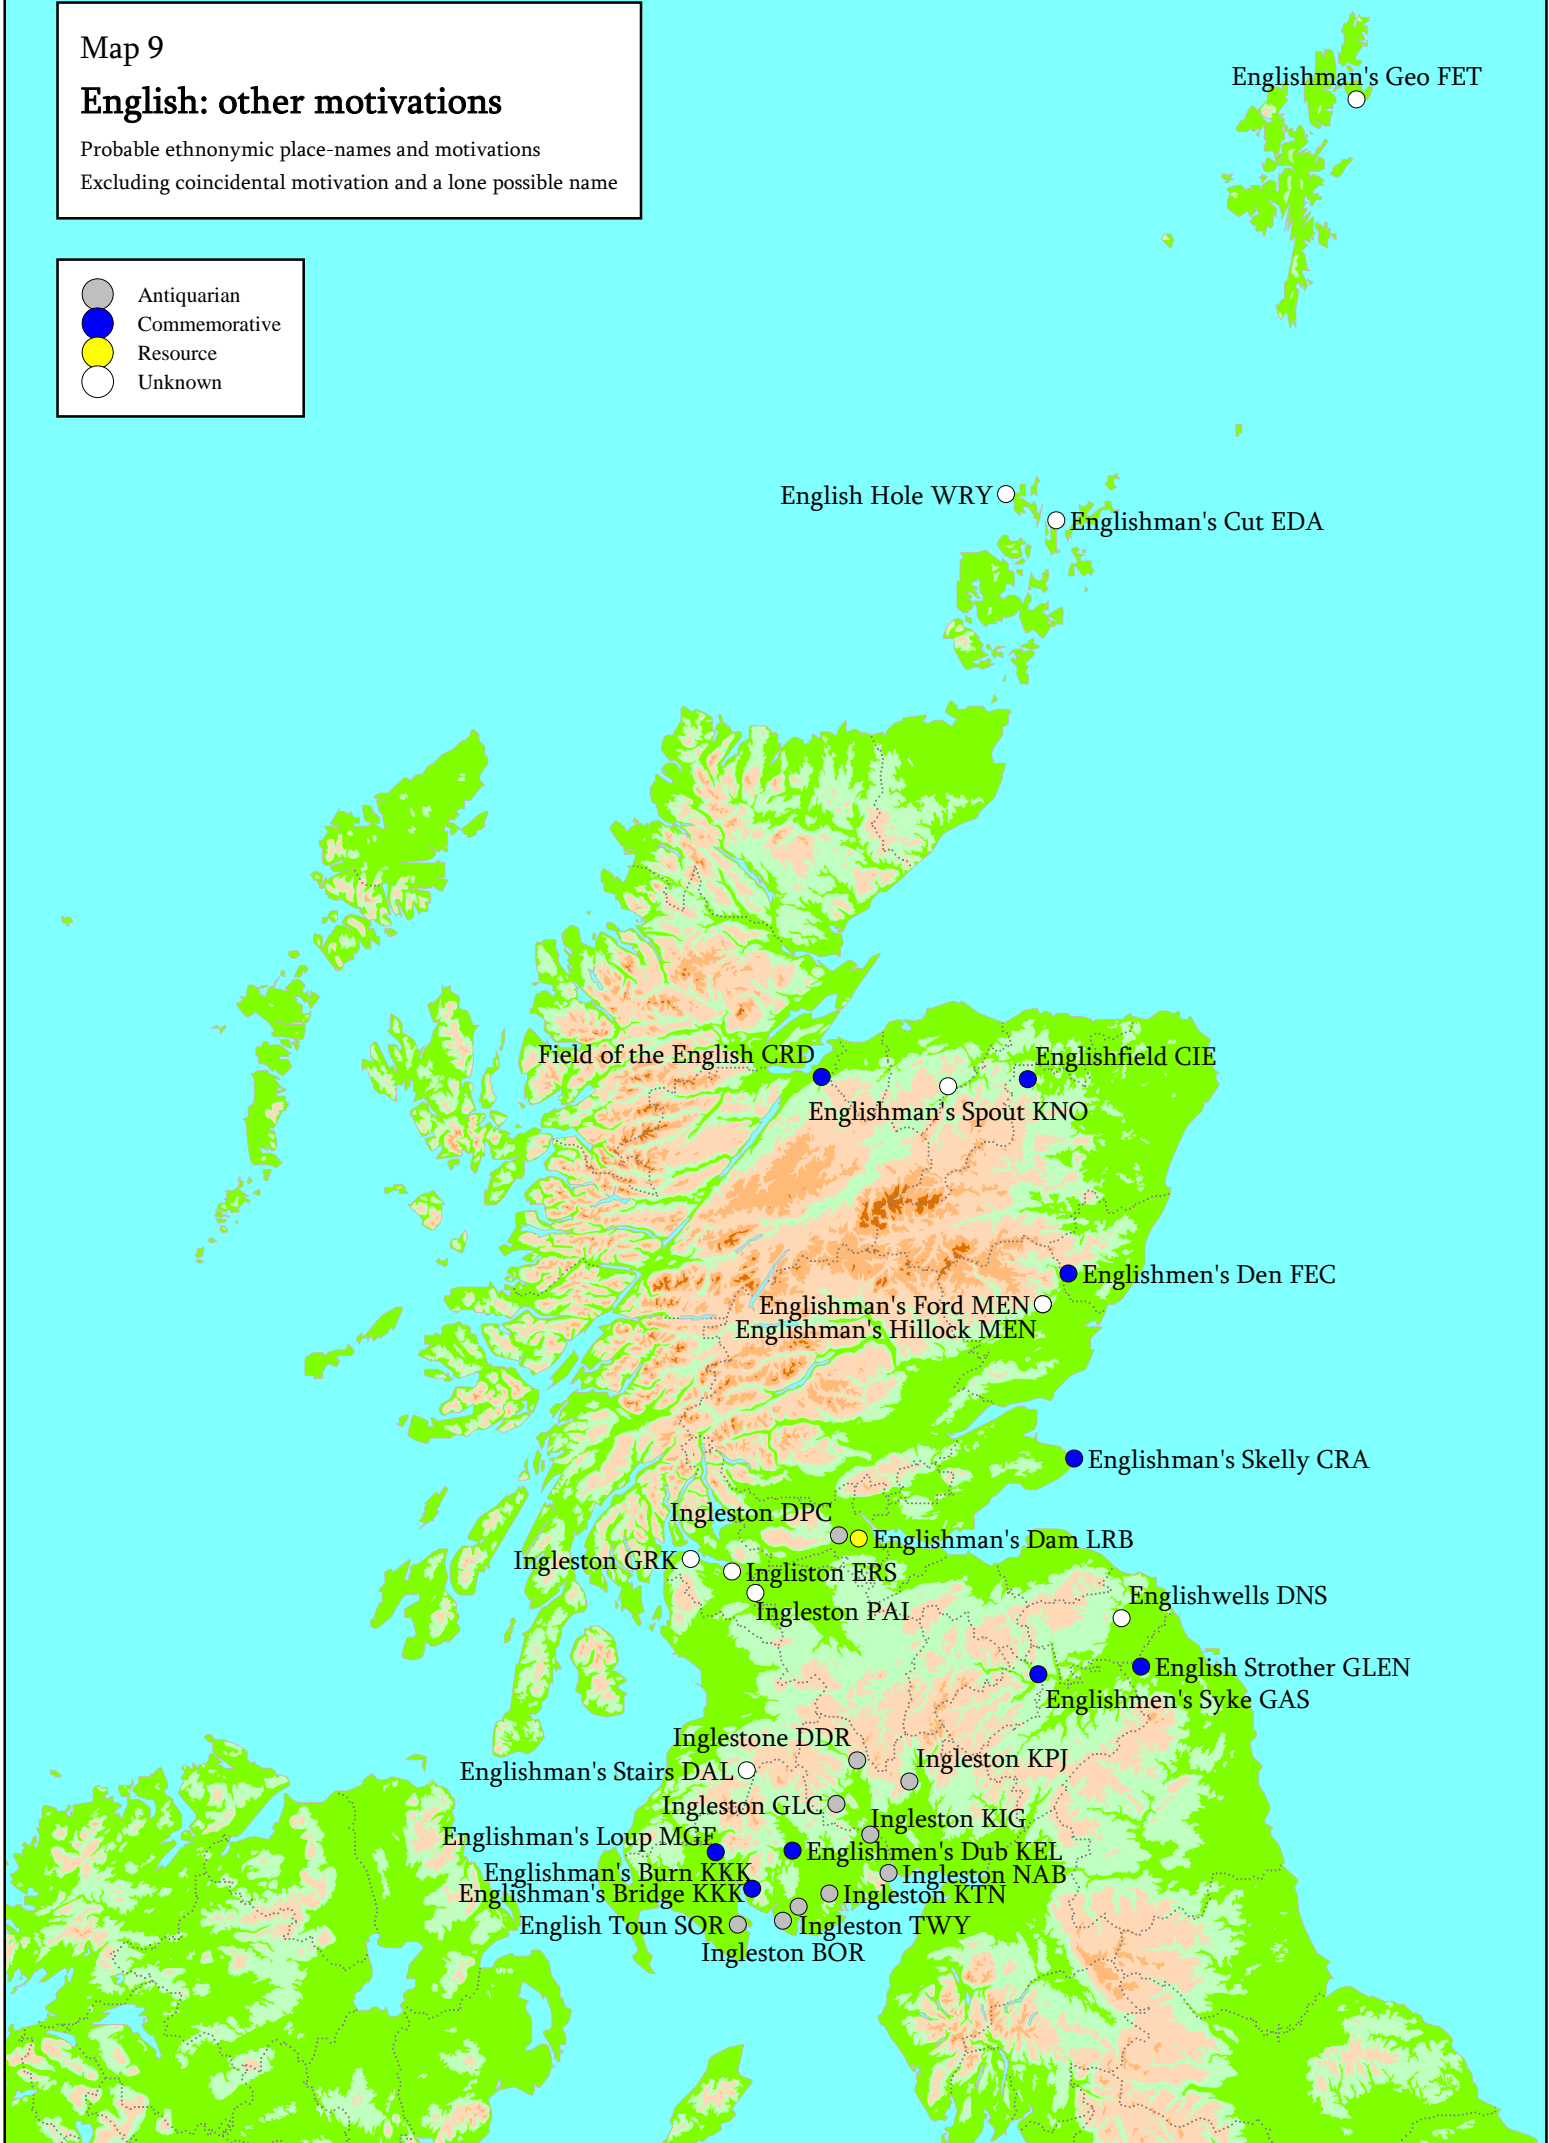 Map 9
English: other motivations
Probable ethnonymic place-names and motivations
Excluding coincidental motivation and a lone possible name
Antiquarian
Commemorative
Resource
Unknown
Englishman's Geo FET
English Hole WRY
Englishman's Cut EDA
Field of the English CRD
Englishfield CIE
Englishman's Spout KNO
Englishmen's Den FEC
Englishman's Ford MEN
Englishman's Hillock MEN
Englishman's Skelly CRA
Ingleston DPC
Englishman's Dam LRB
Ingleston GRK
Ingliston ERS
Ingleston PAI
Englishwells DNS
English Strother GLEN
Englishmen's Syke GAS
Inglestone DDR
Ingleston KPJ
Englishman's Stairs DAL
Ingleston GLC
Ingleston KIG
Englishman's Loup MGF
Englishmen's Dub KEL
Englishman's Burn KKK
Ingleston NAB
Englishman's Bridge KKK
Ingleston KTN
English Toun SOR
Ingleston TWY
Ingleston BOR